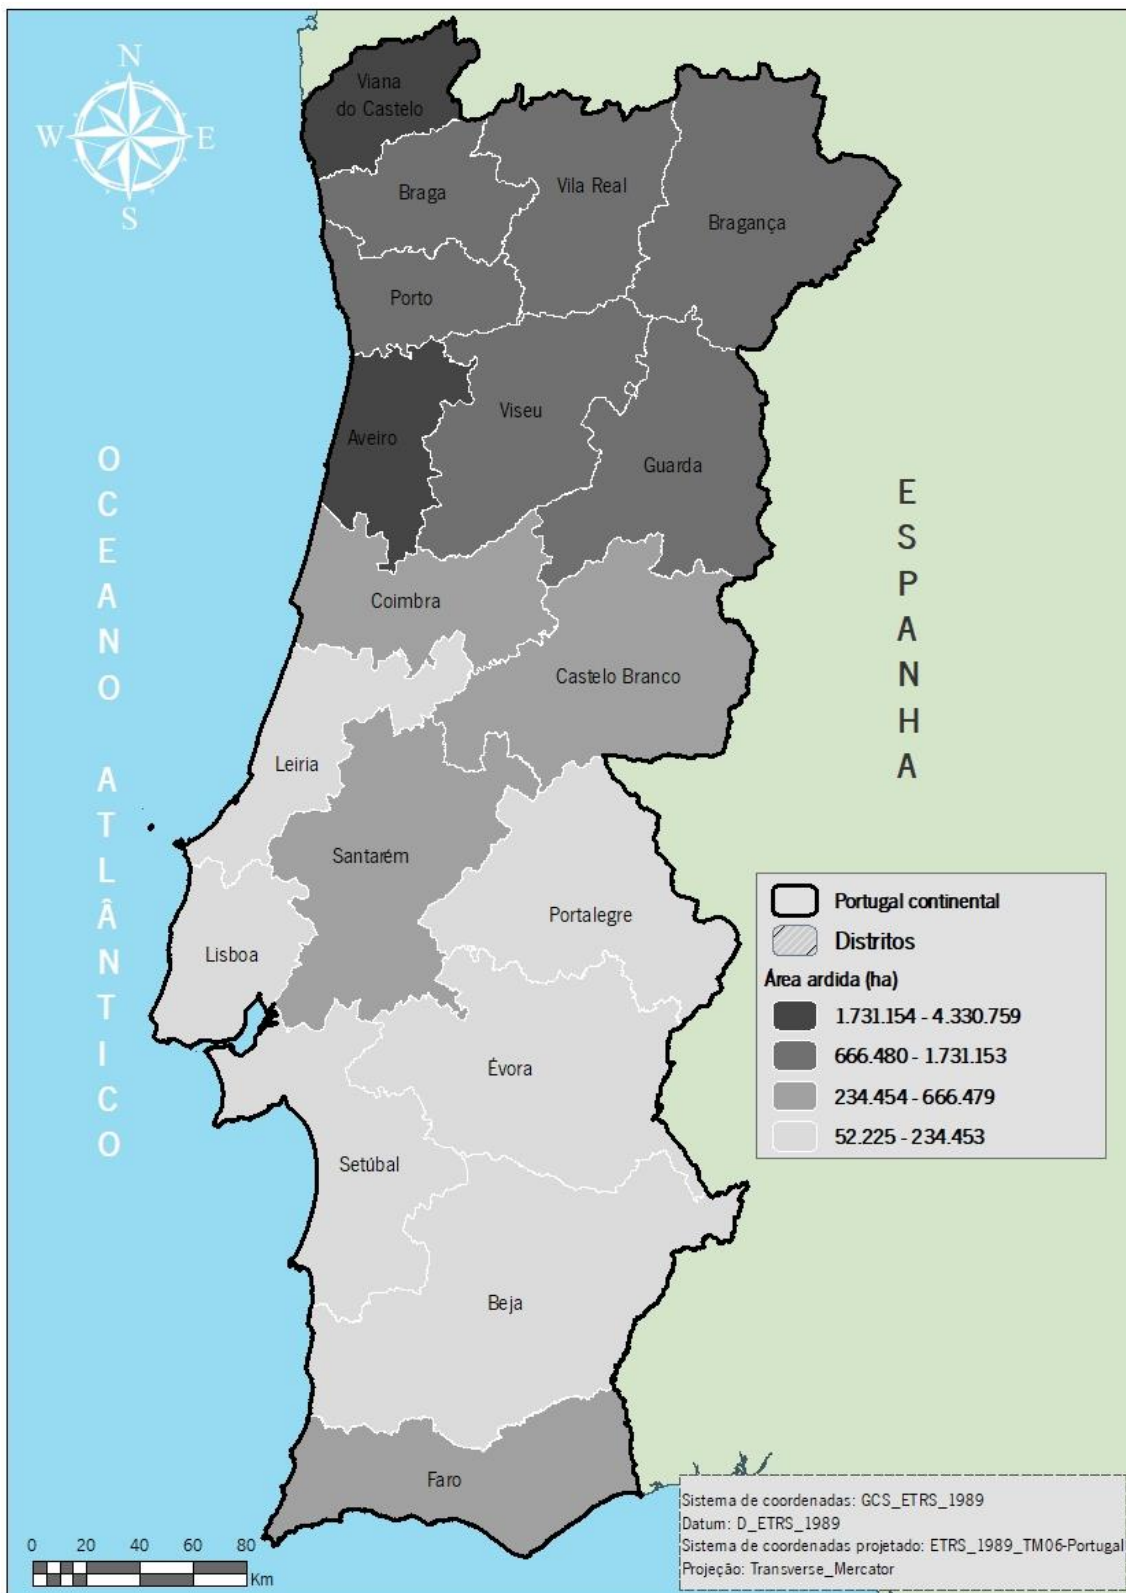 N
W E
S
Viana
do Castelo
Braga
Vila Real
Bragança
Porto
Viseu
Aveiro
Guarda
Coimbra
Castelo Branco
Leiria
Santarém
Portalegre
Lisboa
Évora
Setúbal
Beja
Faro
OCEANO ATLÂNTICO
ESPANHA
Portugal continental
Distritos
Área ardida (ha)
1.731.154 - 4.330.759
666.480 - 1.731.153
234.454 - 666.479
52.225 - 234.453
0 20 40 60 80
Km
Sistema de coordenadas: GCS_ETRS_1989
Datum: D_ETRS_1989
Sistema de coordenadas projetado: ETRS_1989_TM06-Portugal
Projeção: Transverse_Mercator